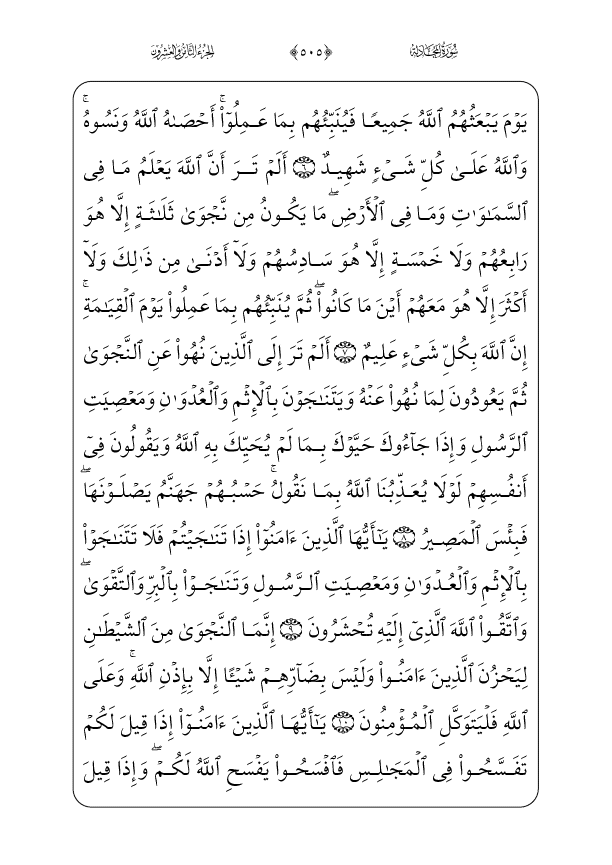 سُورَةُ المُجَادلَة ﴿٥٠٥﴾ الجُزءُ الثَّامِنُ وَالعِشرُونَ
يَوۡمَ يَبۡعَثُهُمُ ٱللَّهُ جَمِيعٗا فَيُنَبِّئُهُم بِمَا عَمِلُوٓاْۚ أَحۡصَىٰهُ ٱللَّهُ وَنَسُوهُۚ
وَٱللَّهُ عَلَىٰ كُلِّ شَيۡءٖ شَهِيدٌ ٦ أَلَمۡ تَرَ أَنَّ ٱللَّهَ يَعۡلَمُ مَا فِي
ٱلسَّمَٰوَٰتِ وَمَا فِي ٱلۡأَرۡضِۖ مَا يَكُونُ مِن نَّجۡوَىٰ ثَلَٰثَةٍ إِلَّا هُوَ
رَابِعُهُمۡ وَلَا خَمۡسَةٍ إِلَّا هُوَ سَادِسُهُمۡ وَلَآ أَدۡنَىٰ مِن ذَٰلِكَ وَلَآ
أَكۡثَرَ إِلَّا هُوَ مَعَهُمۡ أَيۡنَ مَا كَانُواْۖ ثُمَّ يُنَبِّئُهُم بِمَا عَمِلُواْ يَوۡمَ ٱلۡقِيَٰمَةِۚ
إِنَّ ٱللَّهَ بِكُلِّ شَيۡءٍ عَلِيمٌ ٧ أَلَمۡ تَرَ إِلَى ٱلَّذِينَ نُهُواْ عَنِ ٱلنَّجۡوَىٰ
ثُمَّ يَعُودُونَ لِمَا نُهُواْ عَنۡهُ وَيَتَنَٰجَوۡنَ بِٱلۡإِثۡمِ وَٱلۡعُدۡوَٰنِ وَمَعۡصِيَتِ
ٱلرَّسُولِ وَإِذَا جَآءُوكَ حَيَّوۡكَ بِمَا لَمۡ يُحَيِّكَ بِهِ ٱللَّهُ وَيَقُولُونَ فِيٓ
أَنفُسِهِمۡ لَوۡلَا يُعَذِّبُنَا ٱللَّهُ بِمَا نَقُولُۚ حَسۡبُهُمۡ جَهَنَّمُ يَصۡلَوۡنَهَاۖ
فَبِئۡسَ ٱلۡمَصِيرُ ٨ يَٰٓأَيُّهَا ٱلَّذِينَ ءَامَنُوٓاْ إِذَا تَنَٰجَيۡتُمۡ فَلَا تَتَنَٰجَوۡاْ
بِٱلۡإِثۡمِ وَٱلۡعُدۡوَٰنِ وَمَعۡصِيَتِ ٱلرَّسُولِ وَتَنَٰجَوۡاْ بِٱلۡبِرِّ وَٱلتَّقۡوَىٰۖ
وَٱتَّقُواْ ٱللَّهَ ٱلَّذِيٓ إِلَيۡهِ تُحۡشَرُونَ ٩ إِنَّمَا ٱلنَّجۡوَىٰ مِنَ ٱلشَّيۡطَٰنِ
لِيَحۡزُنَ ٱلَّذِينَ ءَامَنُواْ وَلَيۡسَ بِضَآرِّهِمۡ شَيۡـًٔا إِلَّا بِإِذۡنِ ٱللَّهِۚ وَعَلَى
ٱللَّهِ فَلۡيَتَوَكَّلِ ٱلۡمُؤۡمِنُونَ ١٠ يَٰٓأَيُّهَا ٱلَّذِينَ ءَامَنُوٓاْ إِذَا قِيلَ لَكُمۡ
تَفَسَّحُواْ فِي ٱلۡمَجَٰلِسِ فَٱفۡسَحُواْ يَفۡسَحِ ٱللَّهُ لَكُمۡۖ وَإِذَا قِيلَ